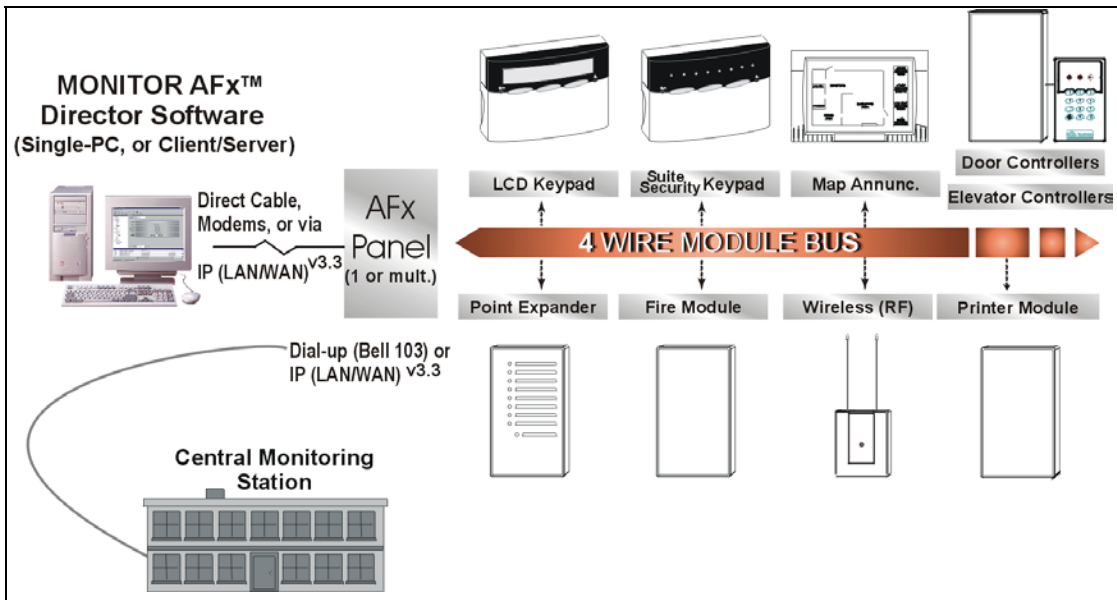 MONITOR AFx™
Director Software
(Single-PC, or Client/Server)
Direct Cable,
Modems, or via
IP (LAN/WAN) v3.3
AFx
Panel
(1 or mult.)
LCD Keypad
Suite
Security Keypad
Map Annunc.
Door Controllers
Elevator Controllers
4 WIRE MODULE BUS
Point Expander
Fire Module
Wireless (RF)
Printer Module
Dial-up (Bell 103) or
IP (LAN/WAN) v3.3
Central Monitoring
Station